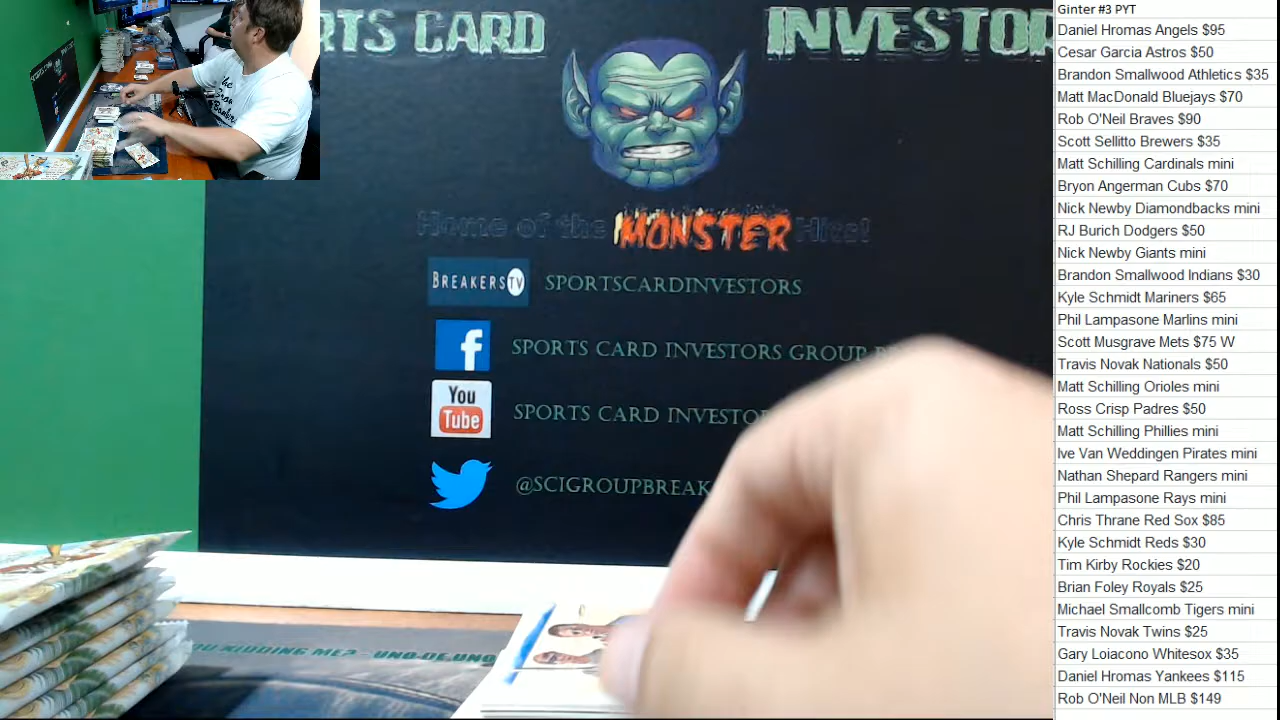 RTS CARD INVESTOR
Home of the MONSTER Hits!
BREAKERS TV SPORTSCARDINVESTORS
f SPORTS CARD INVESTORS GROUP
You Tube SPORTS CARD INVESTO
@SCIGROUPBREAK
U KIDDING ME? - UNO OF UNO
Ginter #3 PYT
Daniel Hromas Angels $95
Cesar Garcia Astros $50
Brandon Smallwood Athletics $35
Matt MacDonald Bluejays $70
Rob O'Neil Braves $90
Scott Sellitto Brewers $35
Matt Schilling Cardinals mini
Bryon Angerman Cubs $70
Nick Newby Diamondbacks mini
RJ Burich Dodgers $50
Nick Newby Giants mini
Brandon Smallwood Indians $30
Kyle Schmidt Mariners $65
Phil Lampasone Marlins mini
Scott Musgrave Mets $75 W
Travis Novak Nationals $50
Matt Schilling Orioles mini
Ross Crisp Padres $50
Matt Schilling Phillies mini
Ive Van Weddingen Pirates mini
Nathan Shepard Rangers mini
Phil Lampasone Rays mini
Chris Thrane Red Sox $85
Kyle Schmidt Reds $30
Tim Kirby Rockies $20
Brian Foley Royals $25
Michael Smallcomb Tigers mini
Travis Novak Twins $25
Gary Loiacono Whitesox $35
Daniel Hromas Yankees $115
Rob O'Neil Non MLB $149